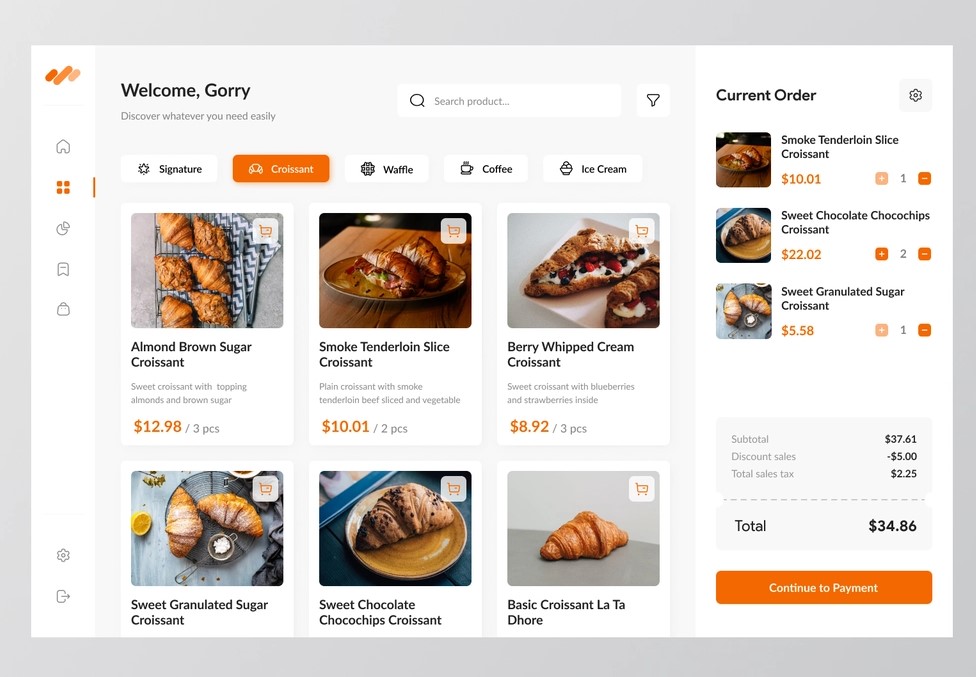 Welcome, Gorry
Discover whatever you need easily
Search product...
Signature
Croissant
Waffle
Coffee
Ice Cream
Almond Brown Sugar
Croissant
Sweet croissant with topping
almonds and brown sugar
$12.98 / 3 pcs
Smoke Tenderloin Slice
Croissant
Plain croissant with smoke
tenderloin beef sliced and vegetable
$10.01 / 2 pcs
Berry Whipped Cream
Croissant
Sweet croissant with blueberries
and strawberries inside
$8.92 / 3 pcs
Sweet Granulated Sugar
Croissant
Sweet Chocolate
Chocochips Croissant
Basic Croissant La Ta
Dhore
Current Order
Smoke Tenderloin Slice
Croissant
$10.01 + 1 −
Sweet Chocolate Chocochips
Croissant
$22.02 + 2 −
Sweet Granulated Sugar
Croissant
$5.58 + 1 −
Subtotal $37.61
Discount sales -$5.00
Total sales tax $2.25
Total $34.86
Continue to Payment